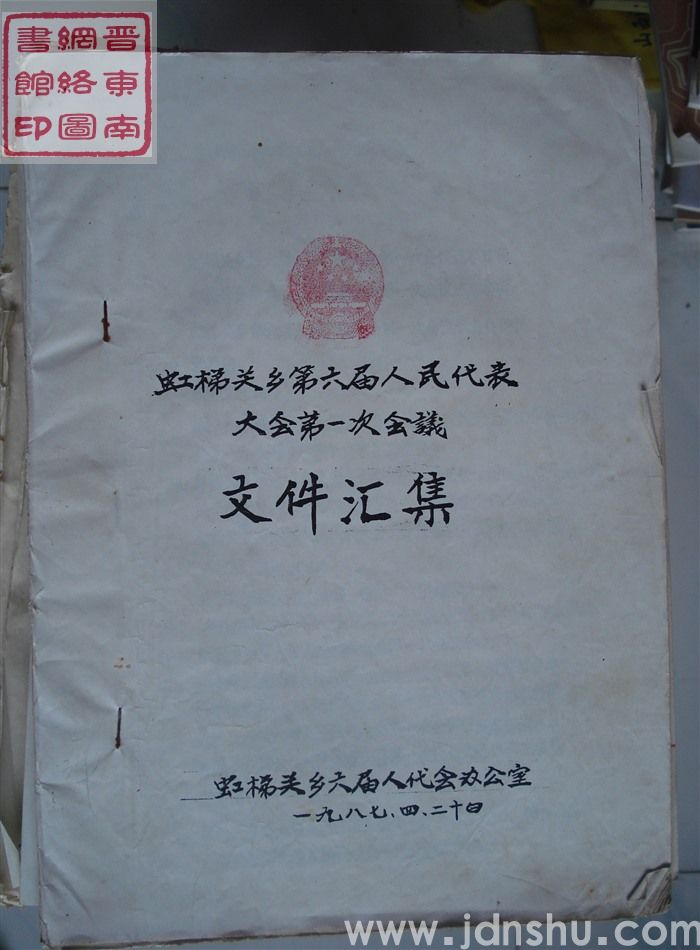 晋東南
網絡圖
書館印
虹梯关乡第六届人民代表
大会第一次会議
文件汇集
虹梯关乡六届人代会办公室
一九八七、四、二十日
www.jdnshu.com